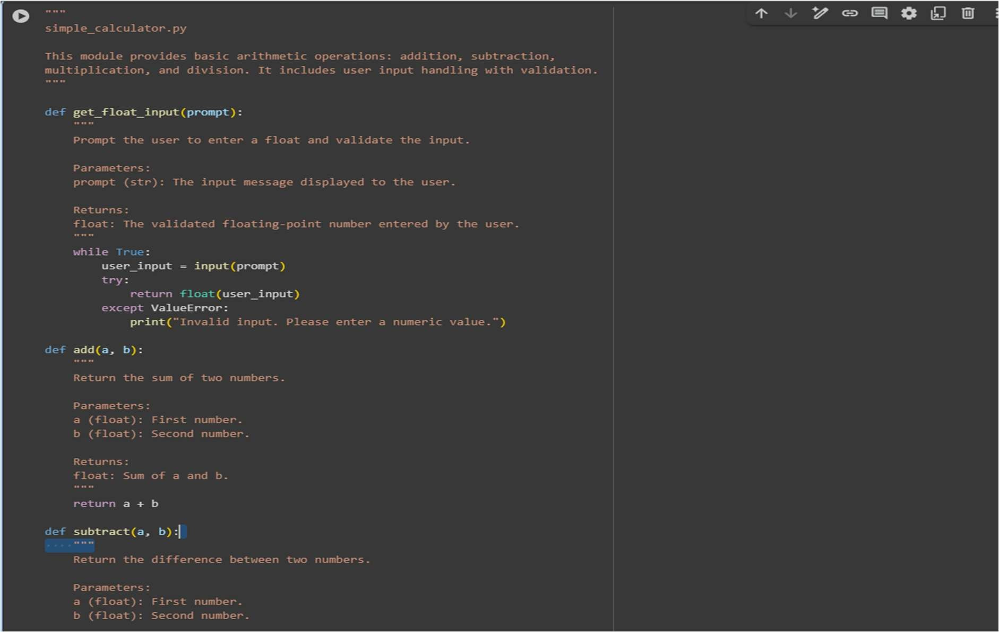 """
simple_calculator.py

This module provides basic arithmetic operations: addition, subtraction,
multiplication, and division. It includes user input handling with validation.
"""

def get_float_input(prompt):
    """
    Prompt the user to enter a float and validate the input.

    Parameters:
    prompt (str): The input message displayed to the user.

    Returns:
    float: The validated floating-point number entered by the user.
    """
    while True:
        user_input = input(prompt)
        try:
            return float(user_input)
        except ValueError:
            print("Invalid input. Please enter a numeric value.")

def add(a, b):
    """
    Return the sum of two numbers.

    Parameters:
    a (float): First number.
    b (float): Second number.

    Returns:
    float: Sum of a and b.
    """
    return a + b

def subtract(a, b):
    """
    Return the difference between two numbers.

    Parameters:
    a (float): First number.
    b (float): Second number.